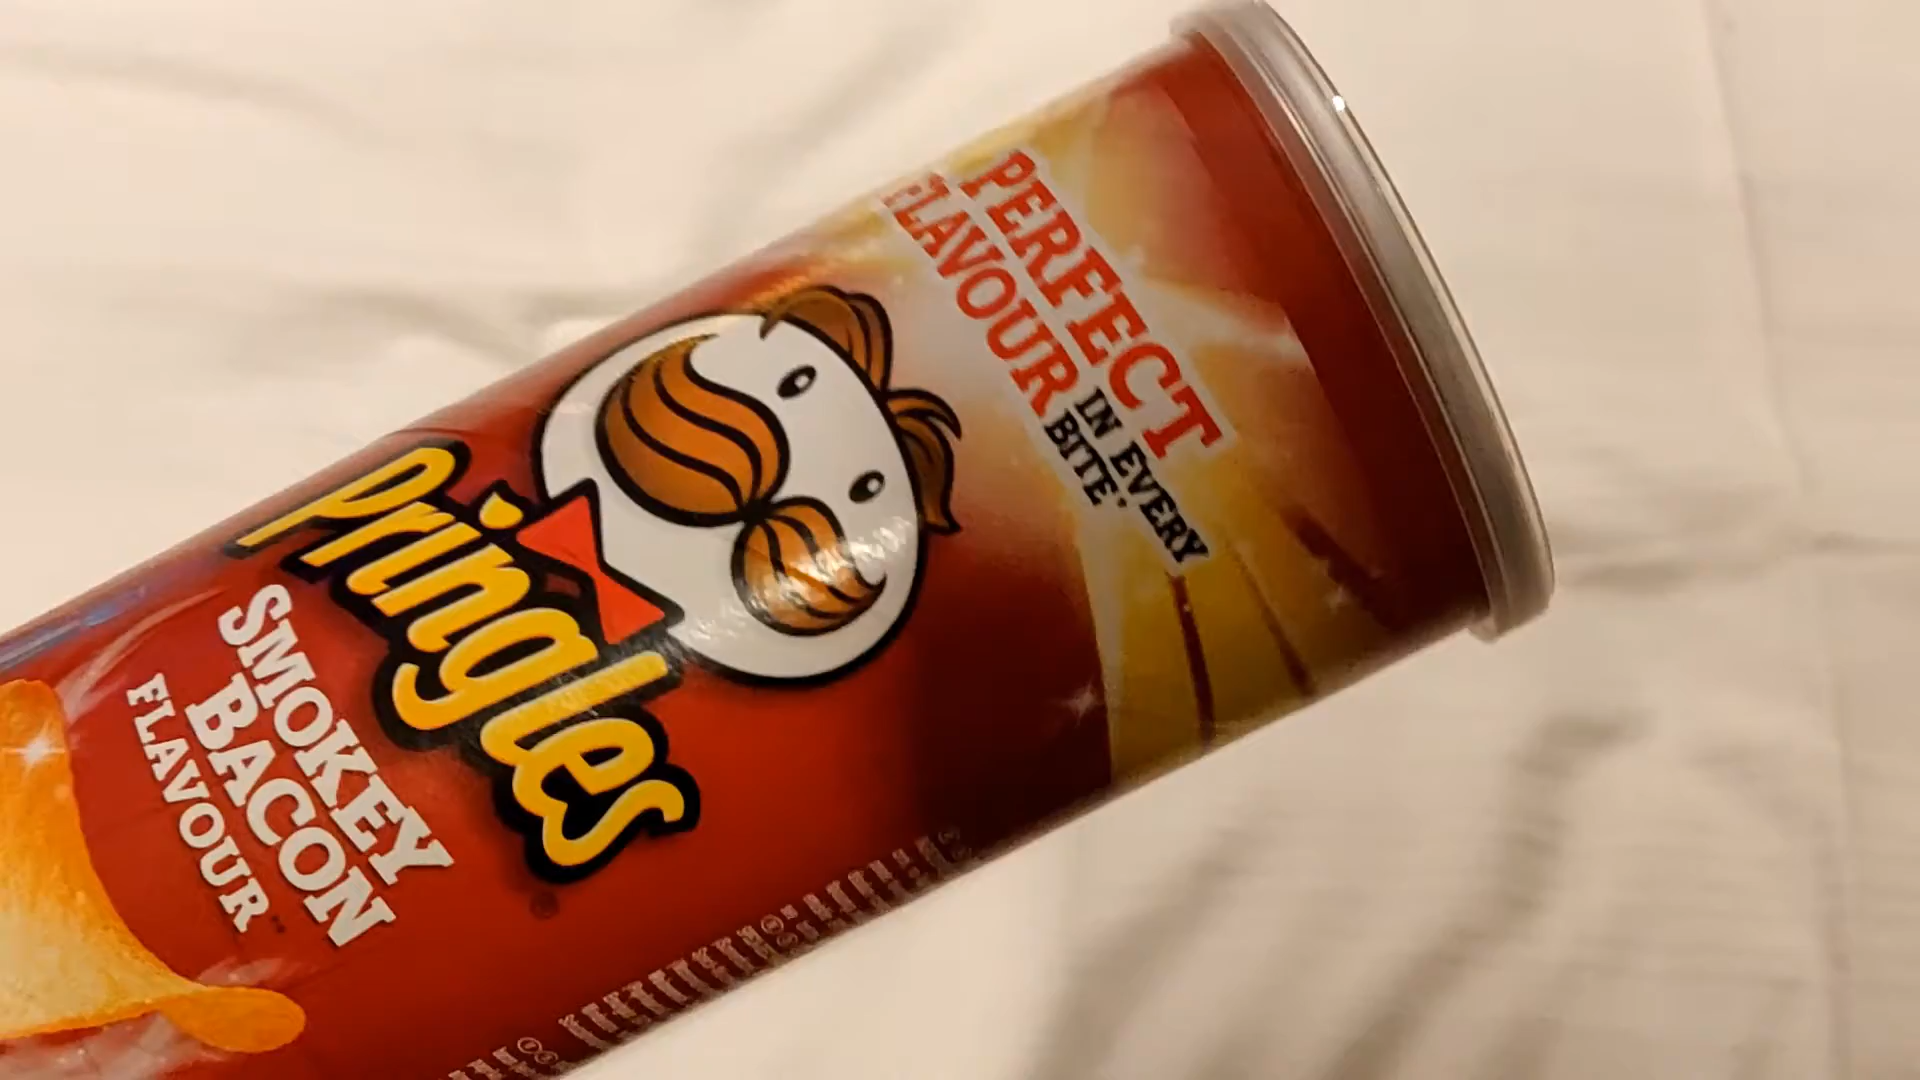 PERFECT
FLAVOUR
IN EVERY
BITE*
Pringles
®
SMOKEY
BACON
FLAVOUR